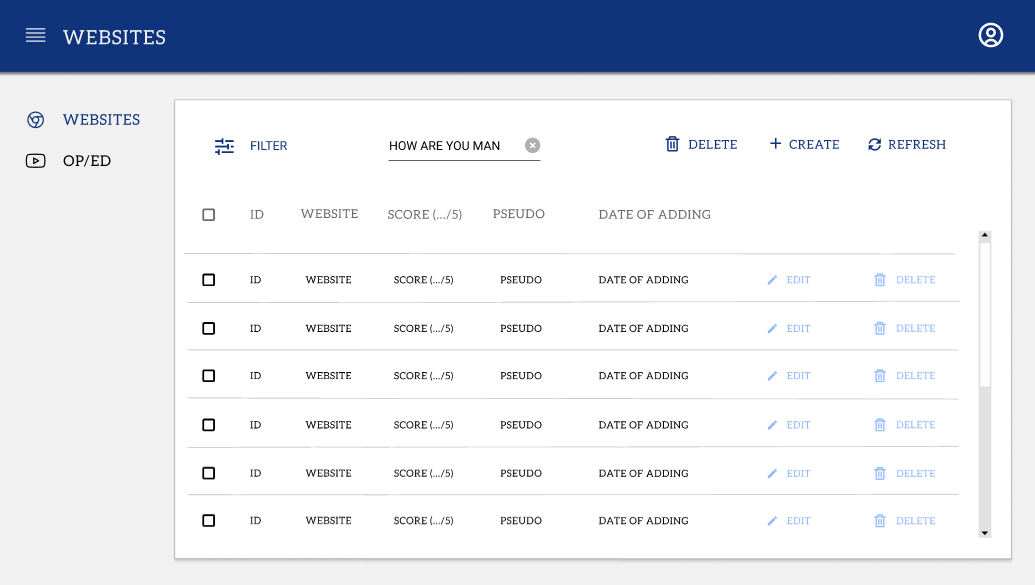 WEBSITES
WEBSITES
OP/ED
FILTER HOW ARE YOU MAN DELETE CREATE REFRESH
ID WEBSITE SCORE (.../5) PSEUDO DATE OF ADDING
ID WEBSITE SCORE (.../5) PSEUDO DATE OF ADDING EDIT DELETE
ID WEBSITE SCORE (.../5) PSEUDO DATE OF ADDING EDIT DELETE
ID WEBSITE SCORE (.../5) PSEUDO DATE OF ADDING EDIT DELETE
ID WEBSITE SCORE (.../5) PSEUDO DATE OF ADDING EDIT DELETE
ID WEBSITE SCORE (.../5) PSEUDO DATE OF ADDING EDIT DELETE
ID WEBSITE SCORE (.../5) PSEUDO DATE OF ADDING EDIT DELETE